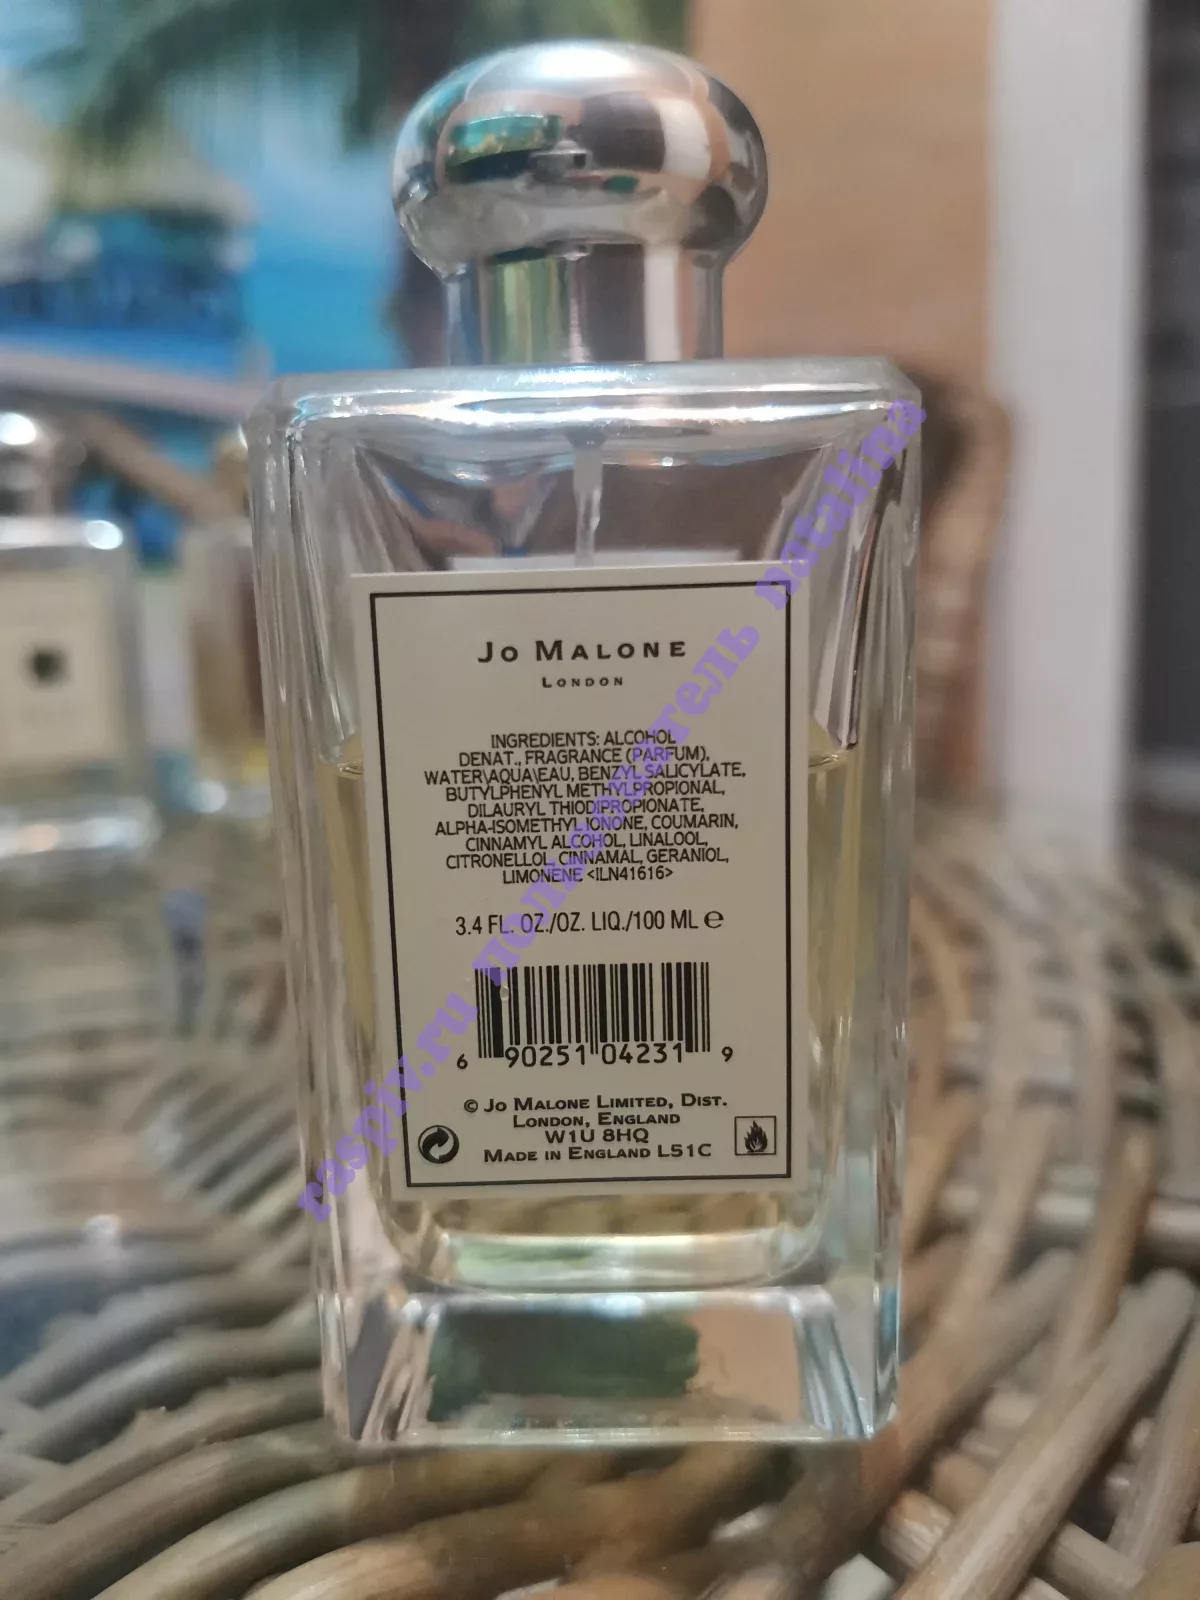 Jo Malone
London
INGREDIENTS: ALCOHOL
DENAT., FRAGRANCE (PARFUM),
WATER\AQUA\EAU, BENZYL SALICYLATE,
BUTYLPHENYL METHYLPROPIONAL,
DILAURYL THIODIPROPIONATE,
ALPHA-ISOMETHYL IONONE, COUMARIN,
CINNAMYL ALCOHOL, LINALOOL,
CITRONELLOL, CINNAMAL, GERANIOL,
LIMONENE <ILN41616>
3.4 FL. OZ./OZ. LIQ./100 ML ℮
6 90251 04231 9
© Jo Malone Limited, Dist.
London, England
W1U 8HQ
Made in England L51C
raspiv.ru пользователь natalina